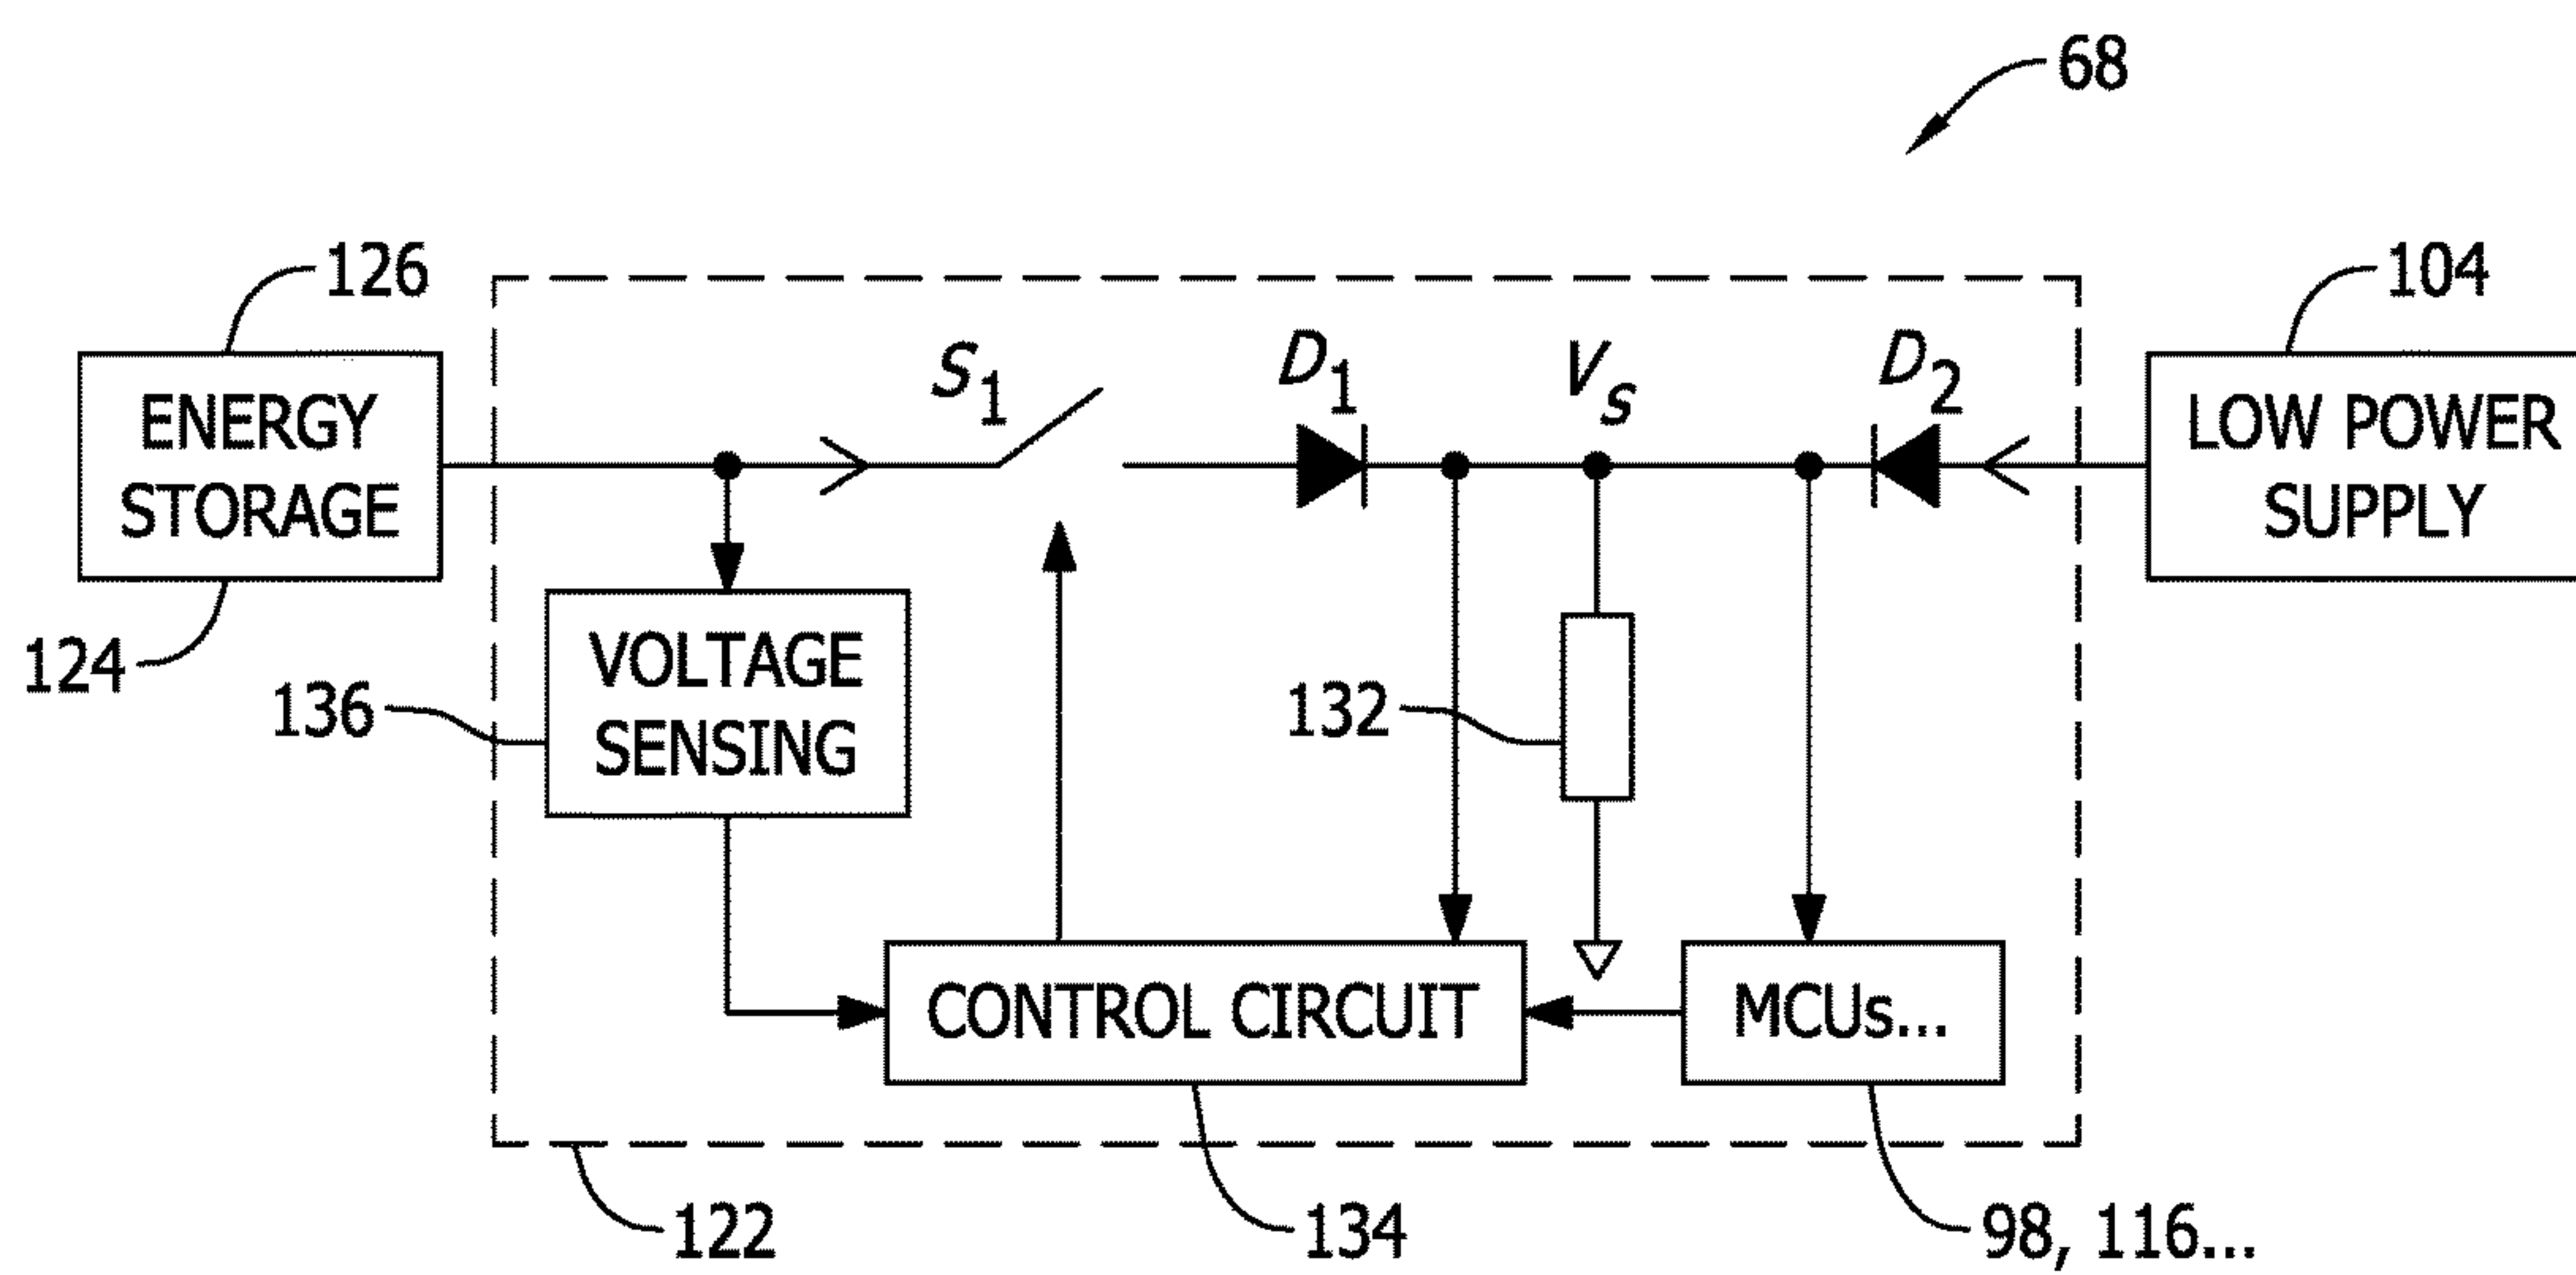 68
126
104
S1
D1
VS
D2
ENERGY
STORAGE
LOW POWER
SUPPLY
124
136
VOLTAGE
SENSING
132
CONTROL CIRCUIT
MCUs...
122
134
98, 116...